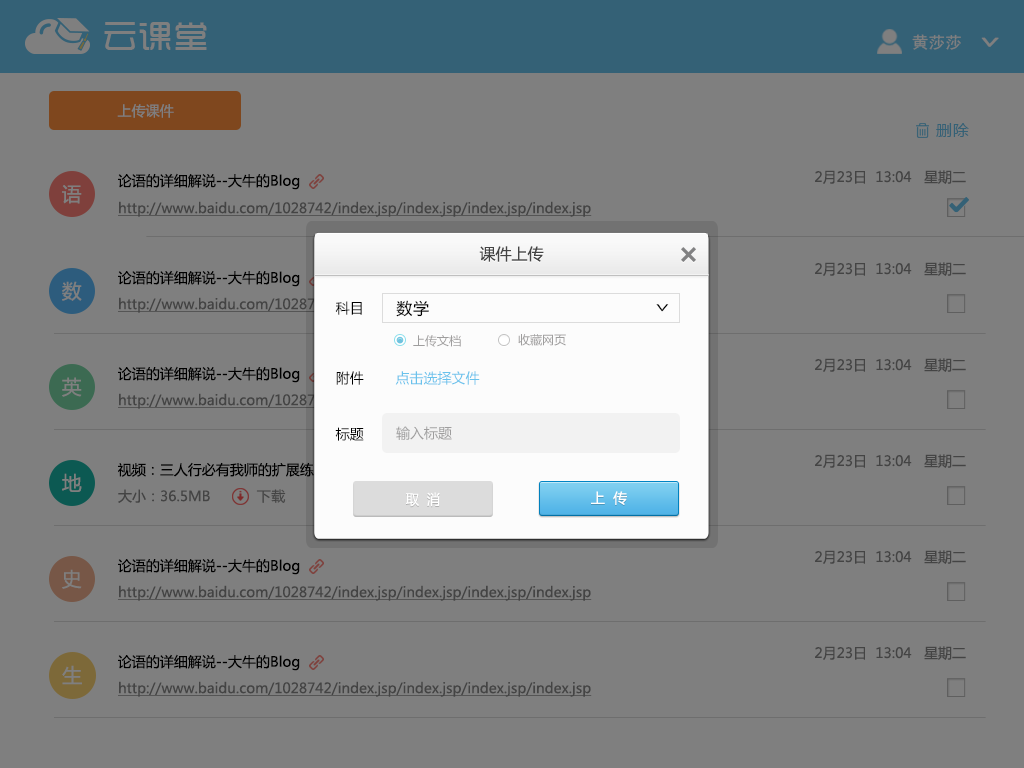 云课堂
黄莎莎
上传课件
删除
语
论语的详细解说--大牛的Blog
2月23日 13:04 星期二
http://www.baidu.com/1028742/index.jsp/index.jsp/index.jsp/index.jsp
课件上传
数
论语的详细解说--大牛的Blog
2月23日 13:04 星期二
http://www.baidu.com/10287
科目
数学
上传文档
收藏网页
英
论语的详细解说--大牛的Blog
2月23日 13:04 星期二
http://www.baidu.com/10287
附件
点击选择文件
标题
输入标题
地
视频：三人行必有我师的扩展练
2月23日 13:04 星期二
大小：36.5MB
下载
取 消
上 传
史
论语的详细解说--大牛的Blog
2月23日 13:04 星期二
http://www.baidu.com/1028742/index.jsp/index.jsp/index.jsp/index.jsp
生
论语的详细解说--大牛的Blog
2月23日 13:04 星期二
http://www.baidu.com/1028742/index.jsp/index.jsp/index.jsp/index.jsp